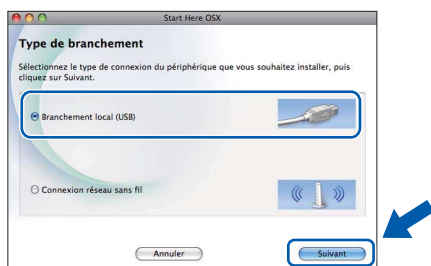 Start Here OSX
Type de branchement
Sélectionnez le type de connexion du périphérique que vous souhaitez installer, puis
cliquez sur Suivant.
Branchement local (USB)
Connexion réseau sans fil
Annuler
Suivant